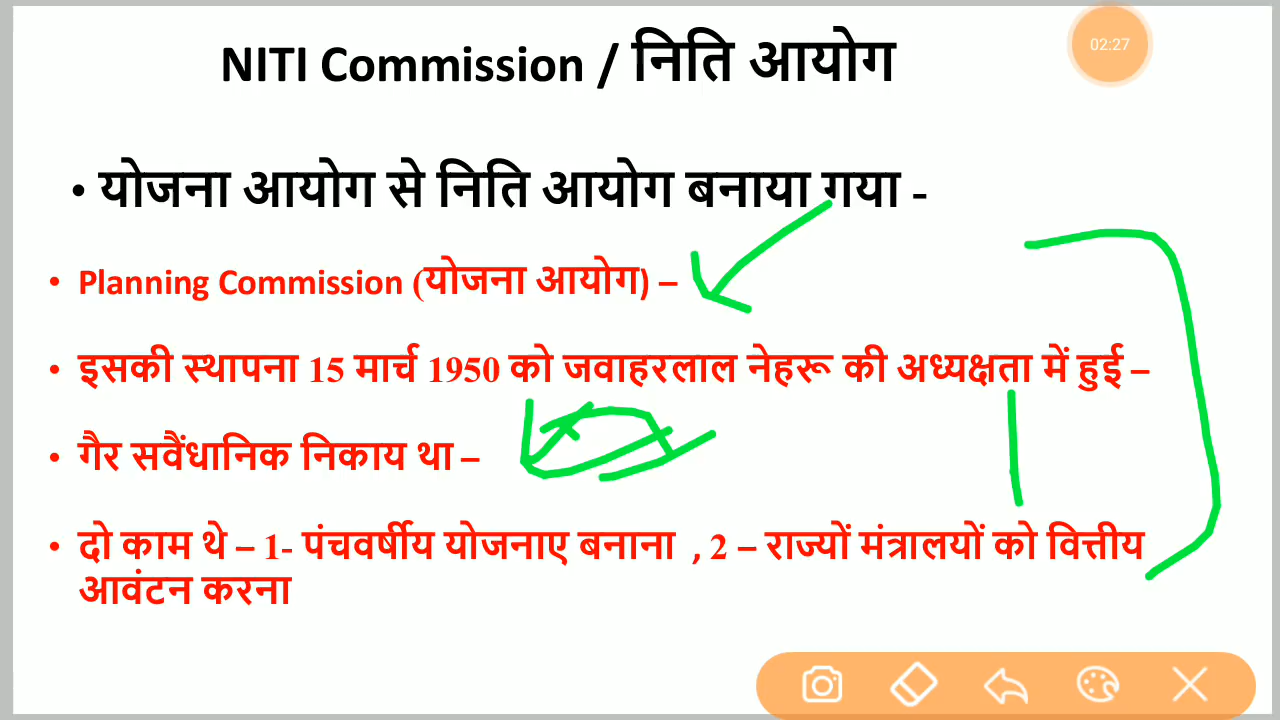 NITI Commission / निति आयोग
02:27
• योजना आयोग से निति आयोग बनाया गया -
• Planning Commission (योजना आयोग) –
• इसकी स्थापना 15 मार्च 1950 को जवाहरलाल नेहरू की अध्यक्षता में हुई –
• गैर सवैंधानिक निकाय था –
• दो काम थे – 1- पंचवर्षीय योजनाए बनाना , 2 – राज्यों मंत्रालयों को वित्तीय
आवंटन करना